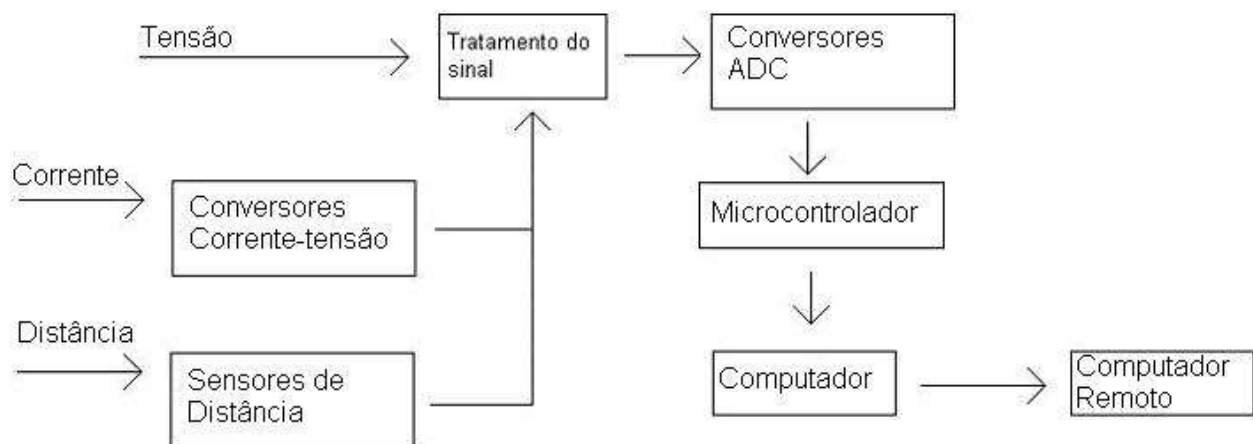 Tensão
Tratamento do
sinal
Conversores
ADC
Corrente
Conversores
Corrente-tensão
Microcontrolador
Distância
Sensores de
Distância
Computador
Computador
Remoto